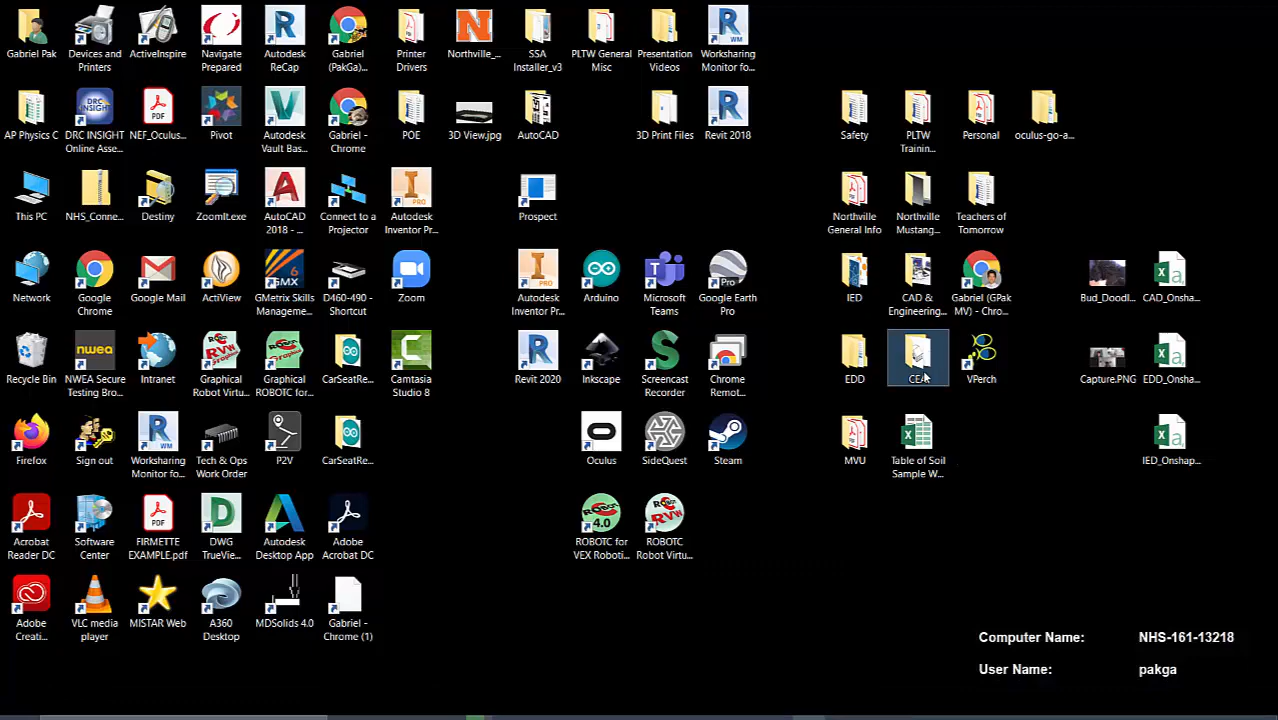 Gabriel Pak
Devices and
Printers
ActiveInspire
Navigate
Prepared
Autodesk
ReCap
Gabriel
(PakGa)...
Printer
Drivers
Northville_...
SSA
Installer_v3
PLTW General
Misc
Presentation
Videos
Worksharing
Monitor fo...
AP Physics C
DRC INSIGHT
Online Asse...
NEF_Oculus...
Pivot
Autodesk
Vault Bas...
Gabriel -
Chrome
POE
3D View.jpg
AutoCAD
3D Print Files
Revit 2018
Safety
PLTW
Trainin...
Personal
oculus-go-a...
This PC
NHS_Conne...
Destiny
ZoomIt.exe
AutoCAD
2018 - ...
Connect to a
Projector
Autodesk
Inventor Pr...
Prospect
Northville
General Info
Northville
Mustang...
Teachers of
Tomorrow
Network
Google
Chrome
Google Mail
ActiView
GMetrix Skills
Management...
D460-490 -
Shortcut
Zoom
Autodesk
Inventor Pr...
Arduino
Microsoft
Teams
Google Earth
Pro
IED
CAD &
Engineering...
Gabriel (GPak
MV) - Chro...
Bud_Doodl...
CAD_Onsha...
Recycle Bin
NWEA Secure
Testing Bro...
Intranet
Graphical
Robot Virtu...
Graphical
ROBOTC for...
CarSeatRe...
Camtasia
Studio 8
Revit 2020
Inkscape
Screencast
Recorder
Chrome
Remot...
EDD
CEA
VPerch
Capture.PNG
EDD_Onsha...
Firefox
Sign out
Worksharing
Monitor fo...
Tech & Ops
Work Order
P2V
CarSeatRe...
Oculus
SideQuest
Steam
MVU
Table of Soil
Sample W...
IED_Onshap...
Acrobat
Reader DC
Software
Center
FIRMETTE
EXAMPLE.pdf
DWG
TrueVie...
Autodesk
Desktop App
Adobe
Acrobat DC
ROBOTC for
VEX Roboti...
ROBOTC
Robot Virtu...
Adobe
Creati...
VLC media
player
MISTAR Web
A360
Desktop
MDSolids 4.0
Gabriel -
Chrome (1)
Computer Name: NHS-161-13218
User Name: pakga